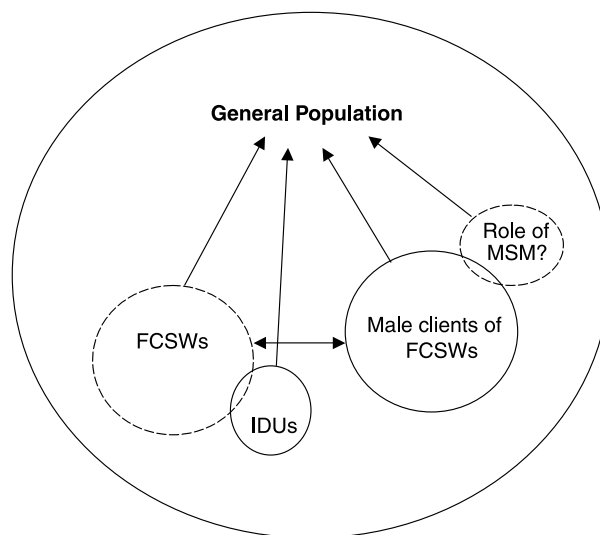 General Population
Role of
MSM?
FCSWs
Male clients of
FCSWs
IDUs